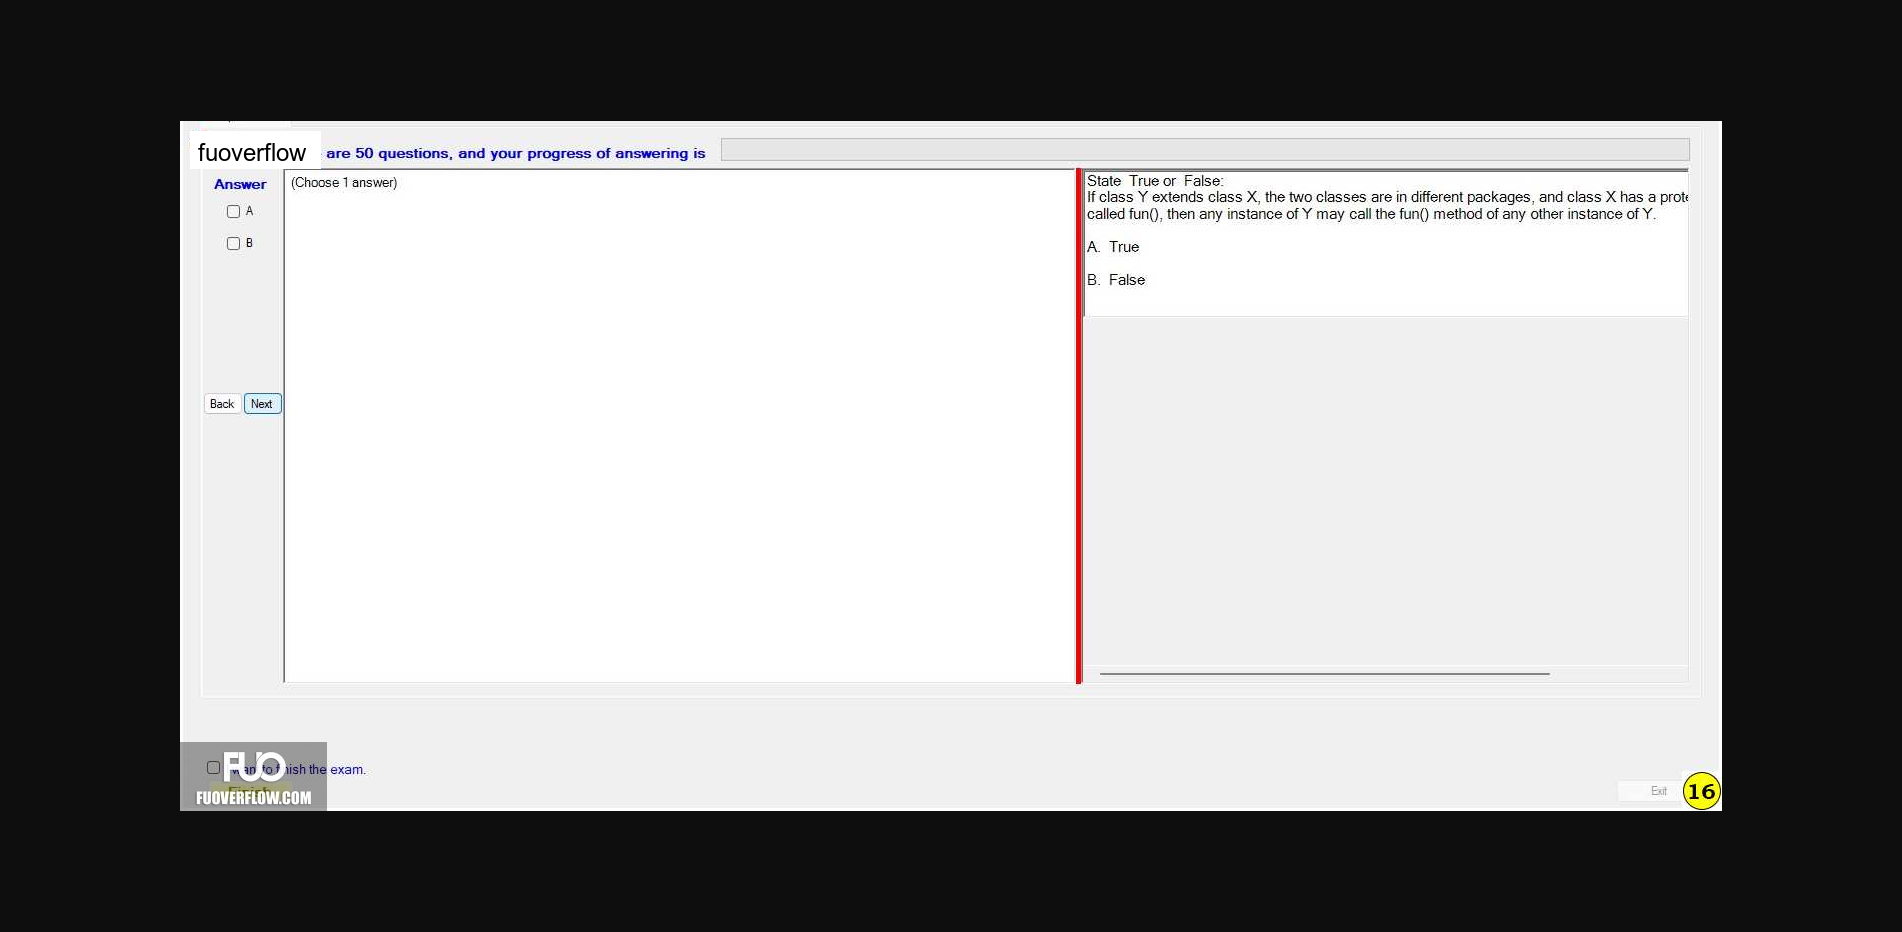 fuoverflow are 50 questions, and your progress of answering is
Answer
(Choose 1 answer)
A
B
Back Next
State True or False:
If class Y extends class X, the two classes are in different packages, and class X has a prote
called fun(), then any instance of Y may call the fun() method of any other instance of Y.
A. True
B. False
FUO
want to finish the exam.
Finish
FUOVERFLOW.COM
Exit
16